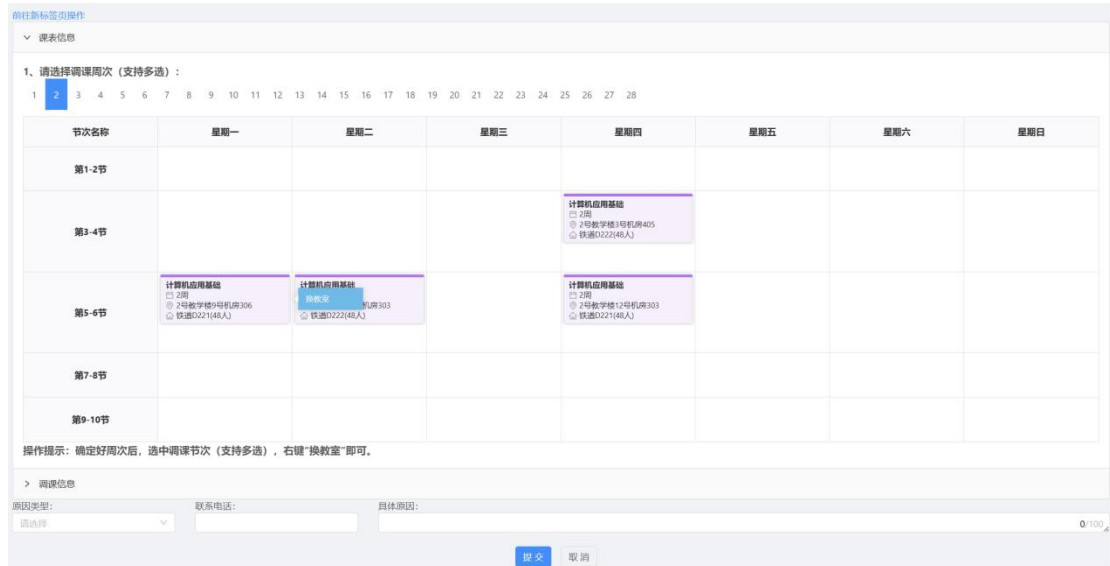 前往新标签页操作
课表信息
1、请选择调课周次（支持多选）：
1 2 3 4 5 6 7 8 9 10 11 12 13 14 15 16 17 18 19 20 21 22 23 24 25 26 27 28
节次名称 星期一 星期二 星期三 星期四 星期五 星期六 星期日
第1-2节
第3-4节
计算机应用基础
2周
2号教学楼3号机房405
铁道D222(48人)
第5-6节
计算机应用基础
2周
2号教学楼9号机房306
铁道D221(48人)
计算机应用基础
换教室
机房303
铁道D222(48人)
计算机应用基础
2周
2号教学楼12号机房303
铁道D221(48人)
第7-8节
第9-10节
操作提示：确定好周次后，选中调课节次（支持多选），右键“换教室”即可。
调课信息
原因类型： 联系电话： 具体原因：
请选择 0/100
提交 取消